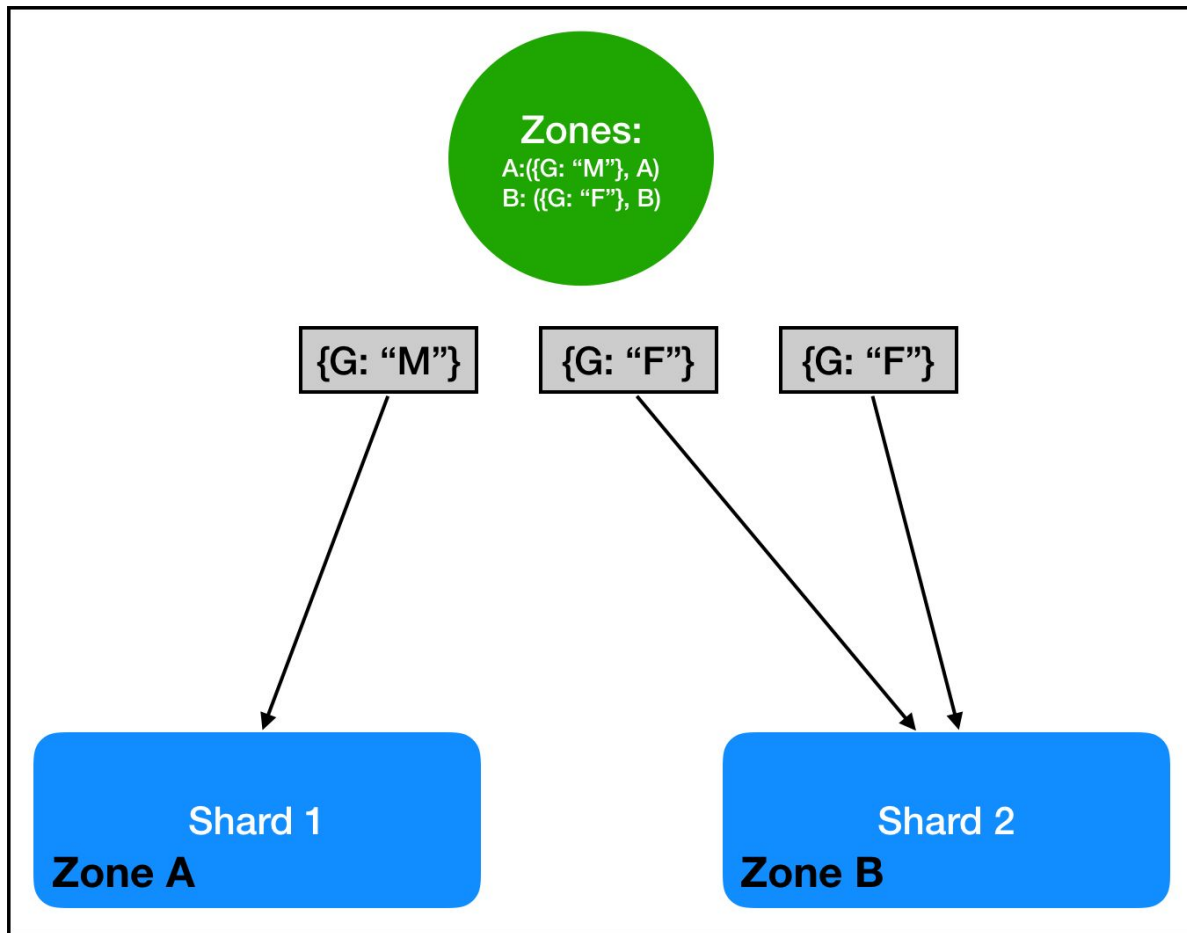 Zones:
A:({G: “M”}, A)
B: ({G: “F”}, B)
{G: “M”}
{G: “F”}
{G: “F”}
Shard 1
Zone A
Shard 2
Zone B